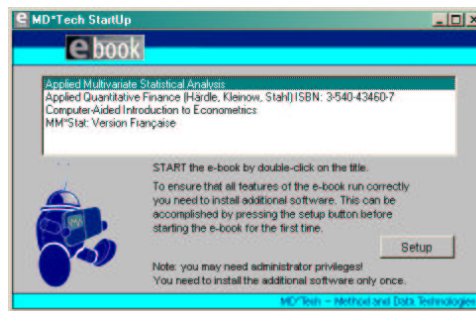 MD*Tech StartUp
e book
Applied Multivariate Statistical Analysis
Applied Quantitative Finance (Härdle, Kleinow, Stahl) ISBN: 3-540-43460-7
Computer-Aided Introduction to Econometrics
MM*Stat: Version Française
START the e-book by double-click on the title.
To ensure that all features of the e-book run correctly
you need to install additional software. This can be
accomplished by pressing the setup button before
starting the e-book for the first time.
Setup
Note: you may need administrator privileges!
You need to install the additional software only once.
MD*Tech - Method and Data Technologies